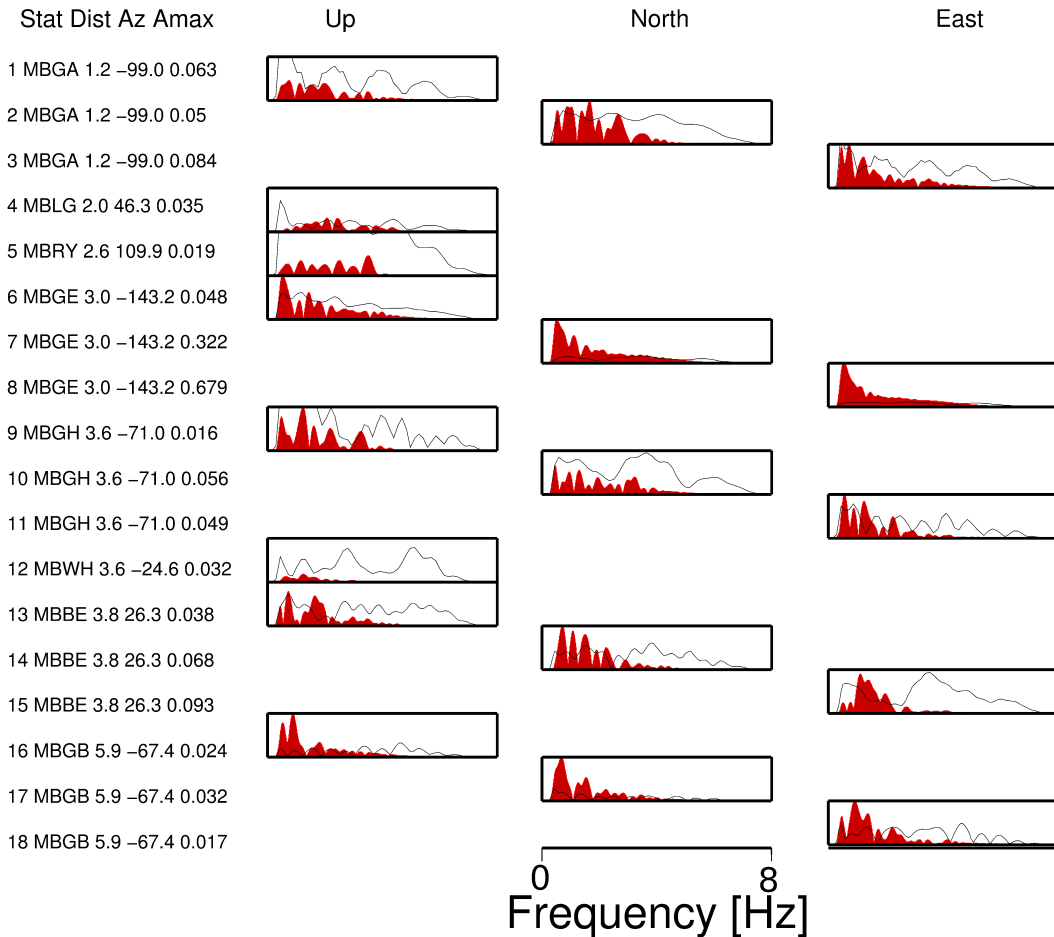 Stat Dist Az Amax Up North East
1 MBGA 1.2 −99.0 0.063
2 MBGA 1.2 −99.0 0.05
3 MBGA 1.2 −99.0 0.084
4 MBLG 2.0 46.3 0.035
5 MBRY 2.6 109.9 0.019
6 MBGE 3.0 −143.2 0.048
7 MBGE 3.0 −143.2 0.322
8 MBGE 3.0 −143.2 0.679
9 MBGH 3.6 −71.0 0.016
10 MBGH 3.6 −71.0 0.056
11 MBGH 3.6 −71.0 0.049
12 MBWH 3.6 −24.6 0.032
13 MBBE 3.8 26.3 0.038
14 MBBE 3.8 26.3 0.068
15 MBBE 3.8 26.3 0.093
16 MBGB 5.9 −67.4 0.024
17 MBGB 5.9 −67.4 0.032
18 MBGB 5.9 −67.4 0.017
0 8
Frequency [Hz]